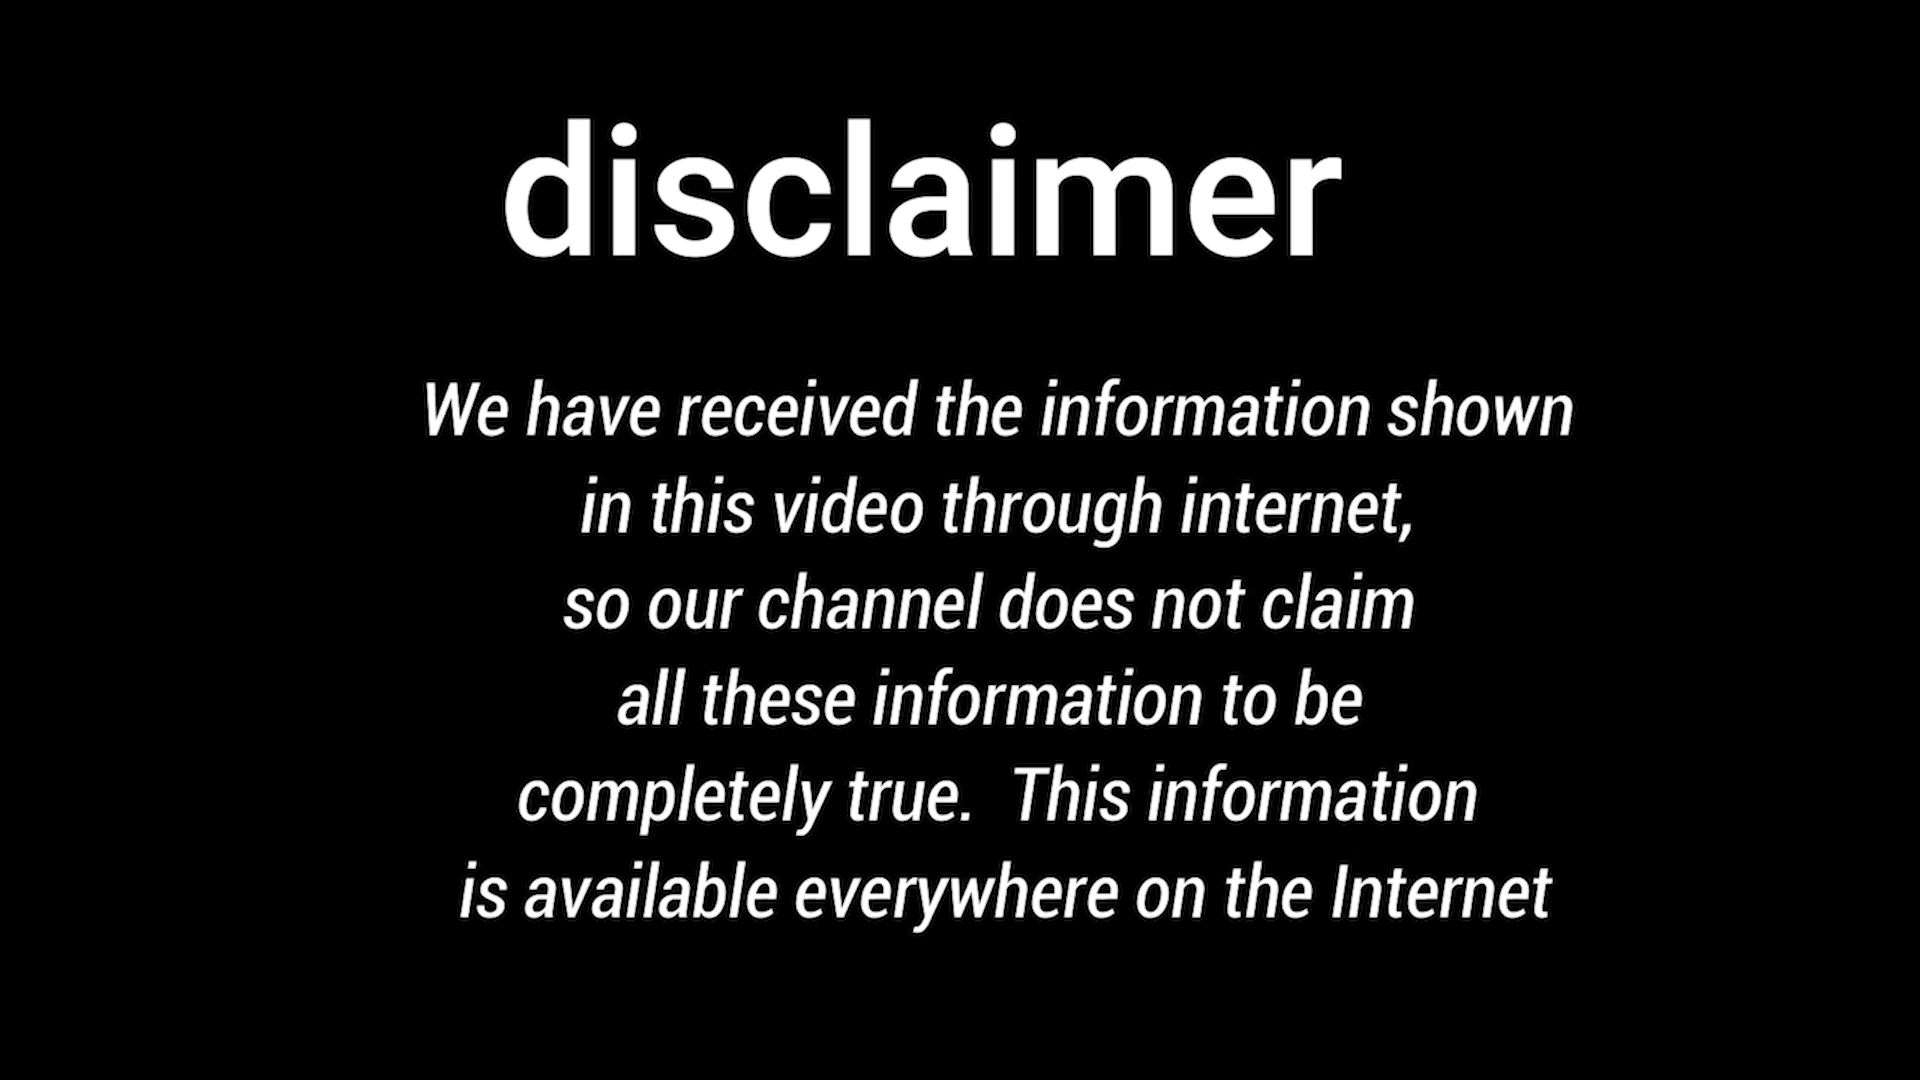 disclaimer
We have received the information shown
in this video through internet,
so our channel does not claim
all these information to be
completely true.  This information
is available everywhere on the Internet